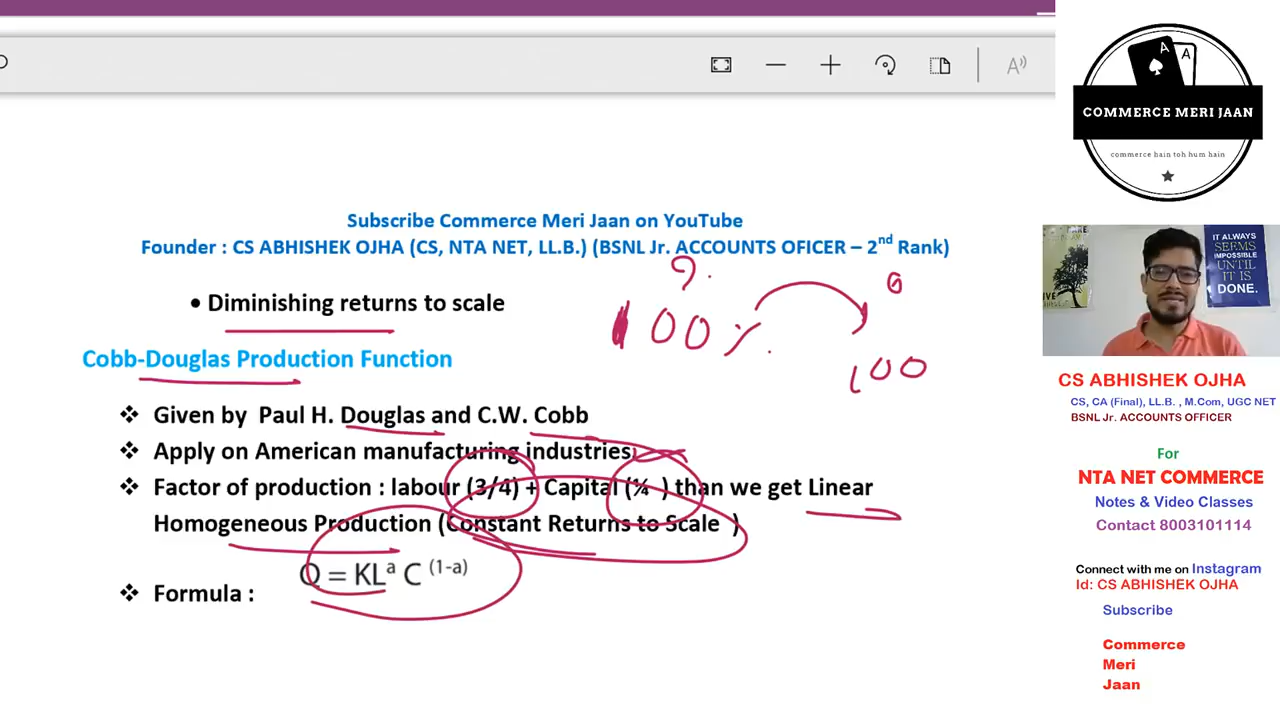 Subscribe Commerce Meri Jaan on YouTube
Founder : CS ABHISHEK OJHA (CS, NTA NET, LL.B.) (BSNL Jr. ACCOUNTS OFICER – 2nd Rank)
• Diminishing returns to scale
100 %
100
Cobb-Douglas Production Function
❖ Given by Paul H. Douglas and C.W. Cobb
❖ Apply on American manufacturing industries
❖ Factor of production : labour (3/4) + Capital (¼ ) than we get Linear
Homogeneous Production (Constant Returns to Scale )
❖ Formula : Q = KLᵃ C ⁽¹⁻ᵃ⁾
A A
COMMERCE MERI JAAN
commerce hain toh hum hain
IT ALWAYS
SEEMS
IMPOSSIBLE
UNTIL
IT IS
DONE.
CS ABHISHEK OJHA
CS, CA (Final), LL.B. , M.Com, UGC NET
BSNL Jr. ACCOUNTS OFFICER
For
NTA NET COMMERCE
Notes & Video Classes
Contact 8003101114
Connect with me on Instagram
Id: CS ABHISHEK OJHA
Subscribe
Commerce
Meri
Jaan